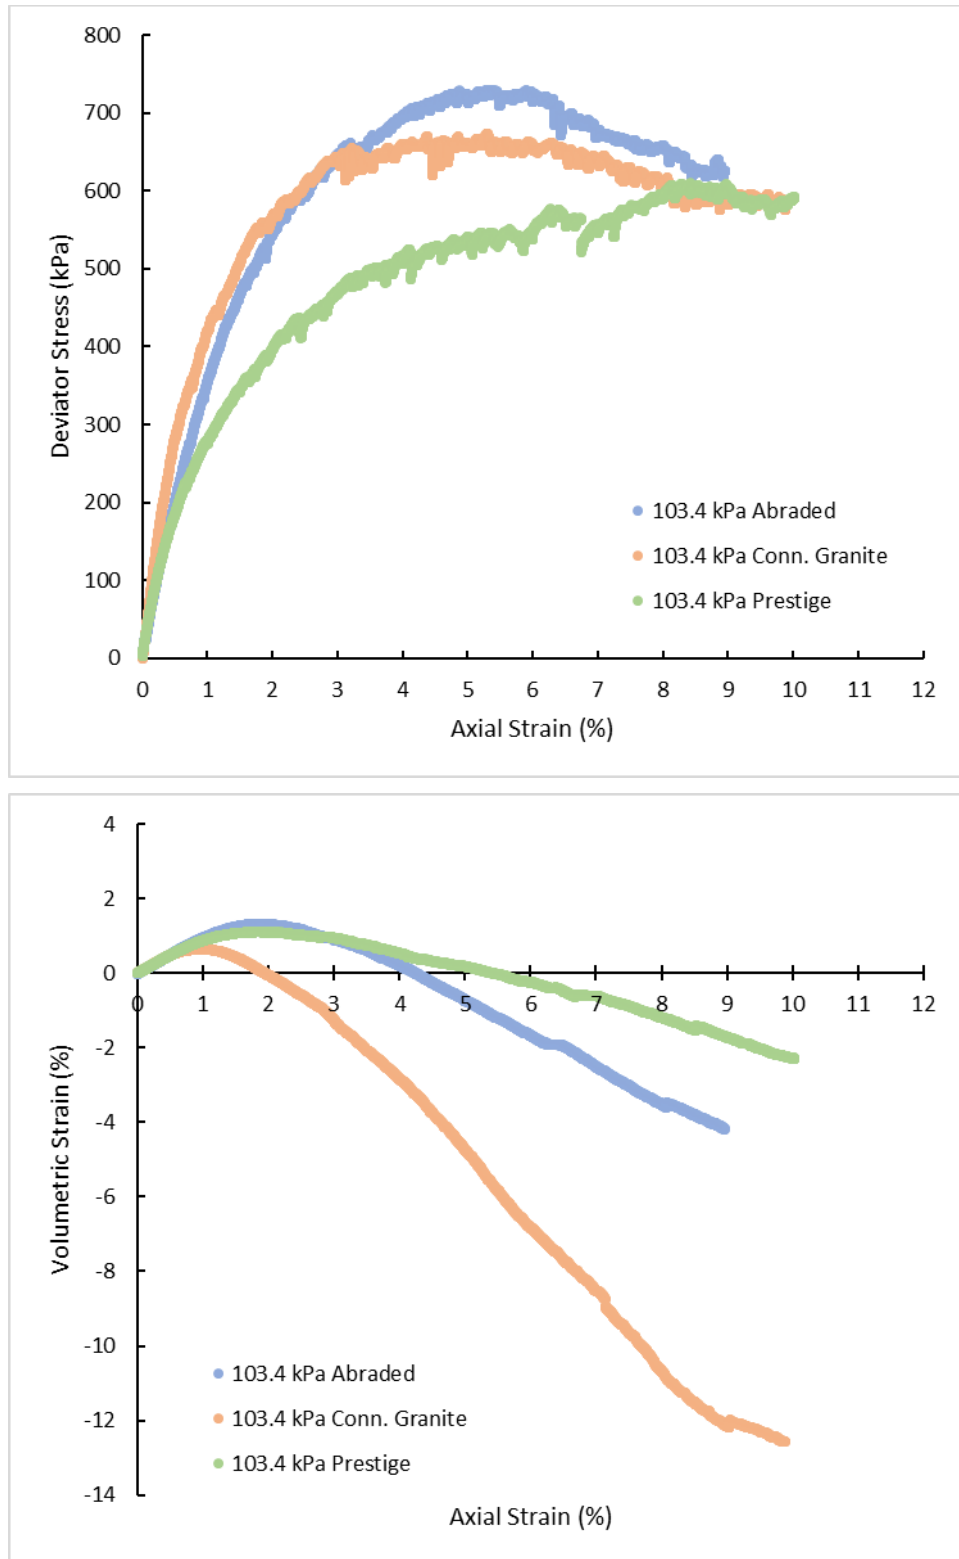 800
700
600
500
400
300
200
100
0
Deviator Stress (kPa)
103.4 kPa Abraded
103.4 kPa Conn. Granite
103.4 kPa Prestige
0 1 2 3 4 5 6 7 8 9 10 11 12
Axial Strain (%)
4
2
0
0 1 2 3 4 5 6 7 8 9 10 11 12
-2
-4
-6
-8
-10
-12
-14
Volumetric Strain (%)
103.4 kPa Abraded
103.4 kPa Conn. Granite
103.4 kPa Prestige
Axial Strain (%)